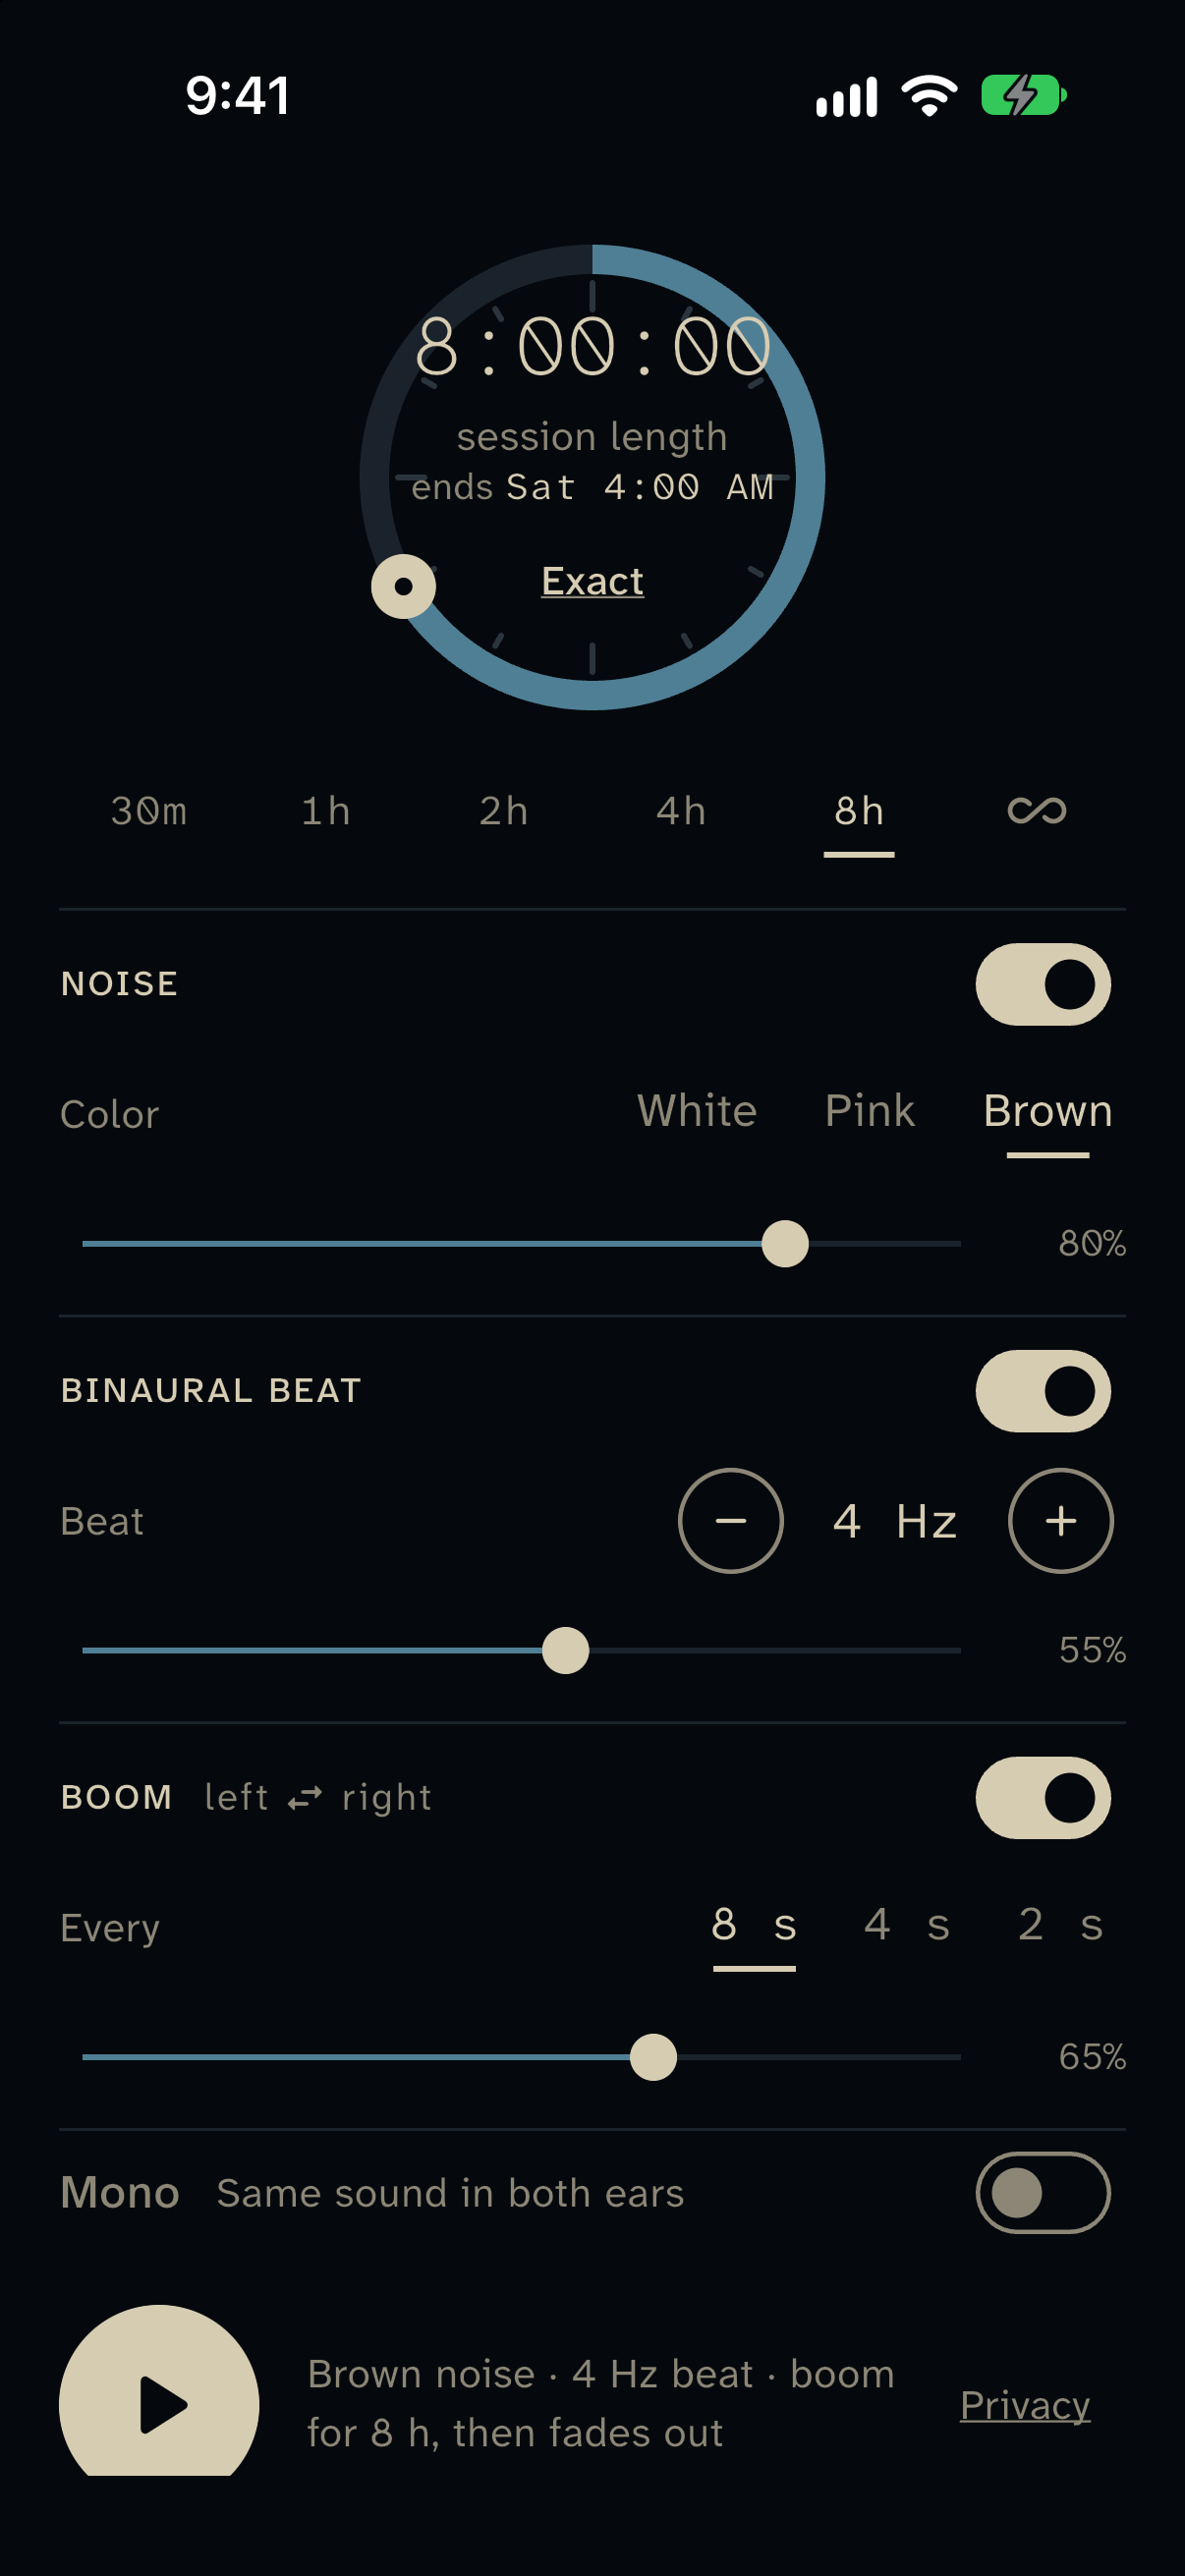 9:41
8:00:00
session length
ends Sat 4:00 AM
Exact
30m 1h 2h 4h 8h ∞
NOISE
Color White Pink Brown
80%
BINAURAL BEAT
Beat − 4 Hz +
55%
BOOM left ⇄ right
Every 8 s 4 s 2 s
65%
Mono Same sound in both ears
Brown noise · 4 Hz beat · boom
for 8 h, then fades out
Privacy